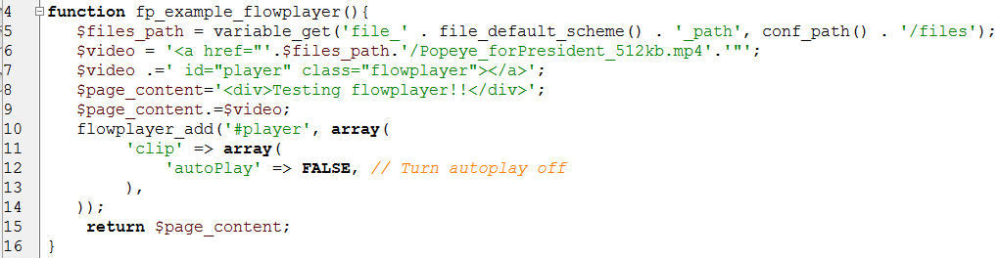 4 function fp_example_flowplayer(){
5 $files_path = variable_get('file_' . file_default_scheme() . '_path', conf_path() . '/files');
6 $video = '<a href="'.$files_path.'/Popeye_forPresident_512kb.mp4'.'"';
7 $video .=' id="player" class="flowplayer"></a>';
8 $page_content='<div>Testing flowplayer!!</div>';
9 $page_content.=$video;
10 flowplayer_add('#player', array(
11 'clip' => array(
12 'autoPlay' => FALSE, // Turn autoplay off
13 ),
14 ));
15 return $page_content;
16 }